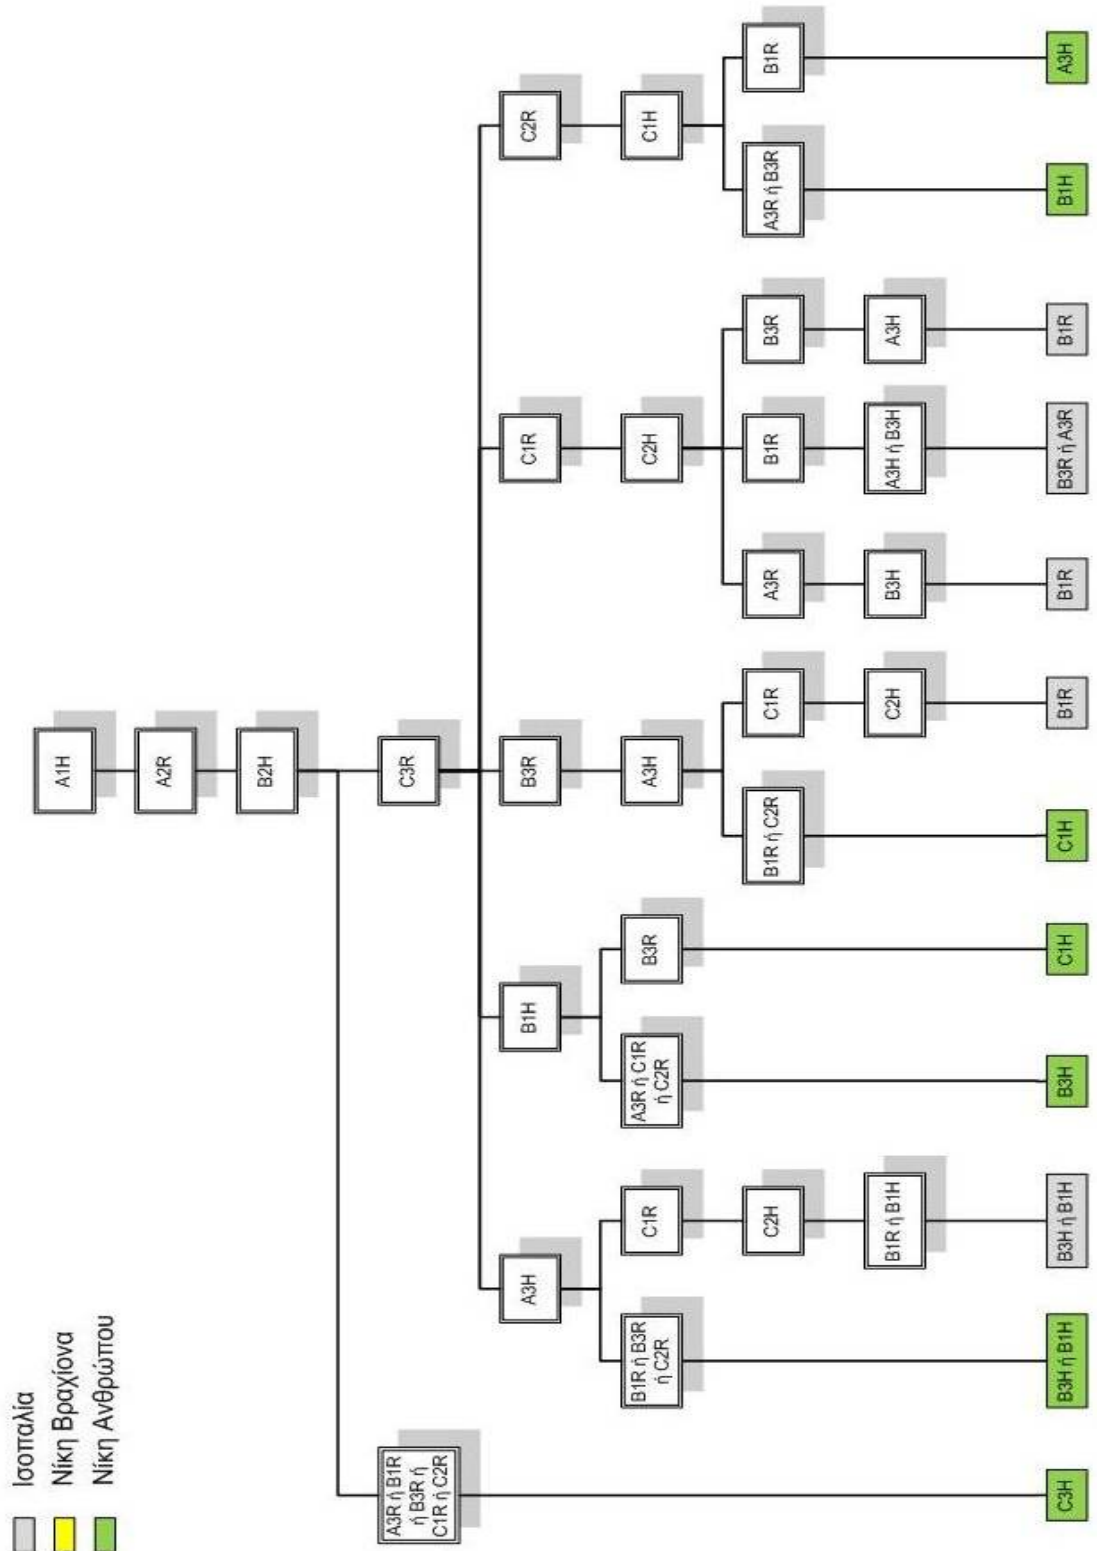 Ισοπαλία
Νίκη Βραχίονα
Νίκη Ανθρώπου
A1H
A2R
B2H
A3R ή B1R
ή B3R ή
C1R ή C2R
C3R
A3H
B1H
B3R
C1R
C2R
B1R ή B3R
ή C2R
C1R
A3R ή C1R
ή C2R
B3R
A3H
C2H
C1H
C2H
B1R ή C2R
C1R
A3R
B1R
B3R
A3R ή B3R
B1R
B1R ή B1H
C2H
B3H
A3H ή B3H
A3H
C3H
B3H ή B1H
B3H ή B1H
B3H
C1H
C1H
B1R
B1R
B3R ή A3R
B1R
B1H
A3H